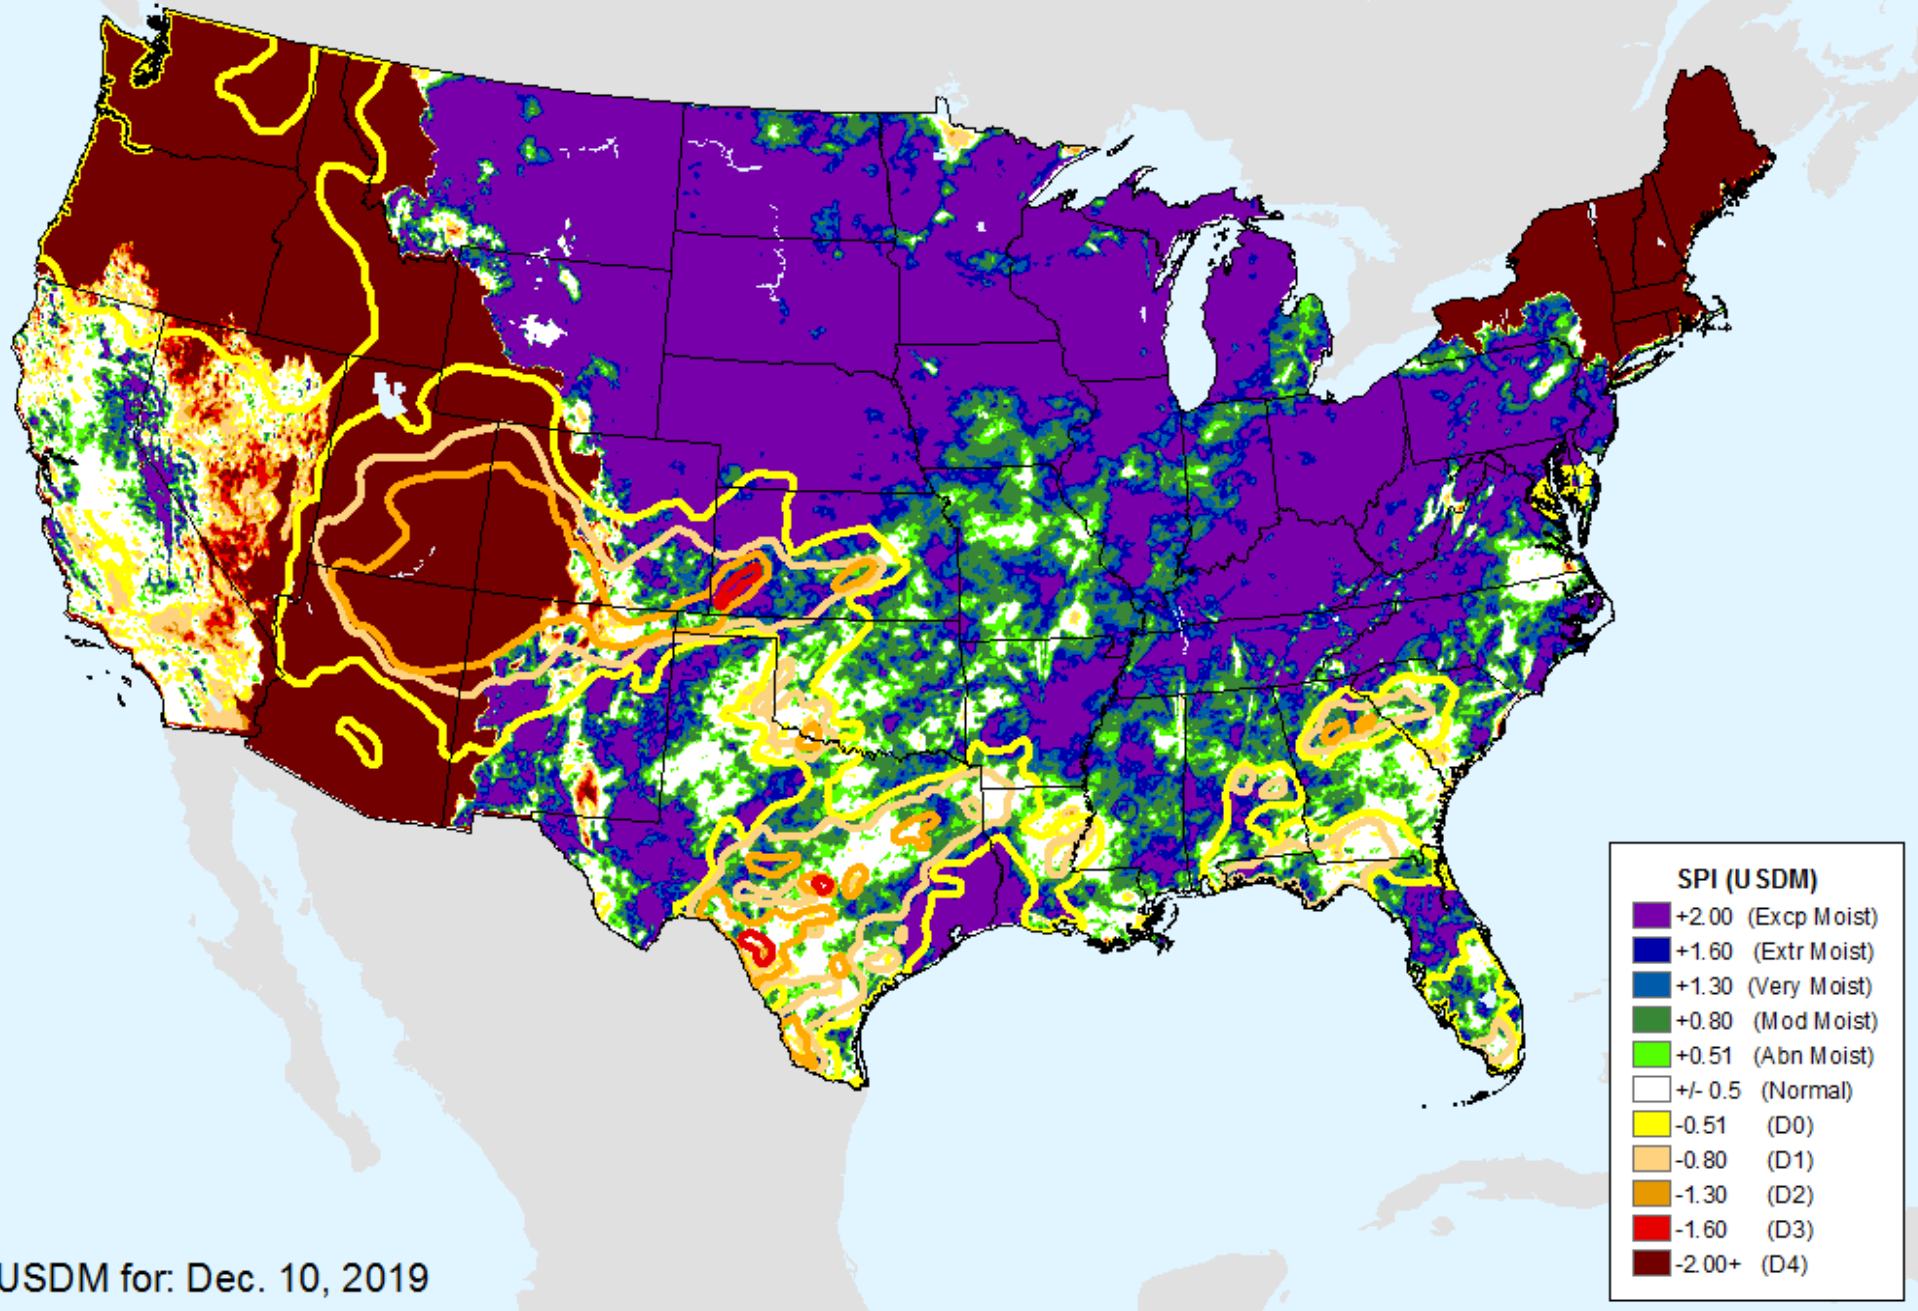 SPI (USDM)
+2.00 (Excp Moist)
+1.60 (Extr Moist)
+1.30 (Very Moist)
+0.80 (Mod Moist)
+0.51 (Abn Moist)
+/- 0.5 (Normal)
-0.51 (D0)
-0.80 (D1)
-1.30 (D2)
-1.60 (D3)
-2.00+ (D4)
USDM for: Dec. 10, 2019